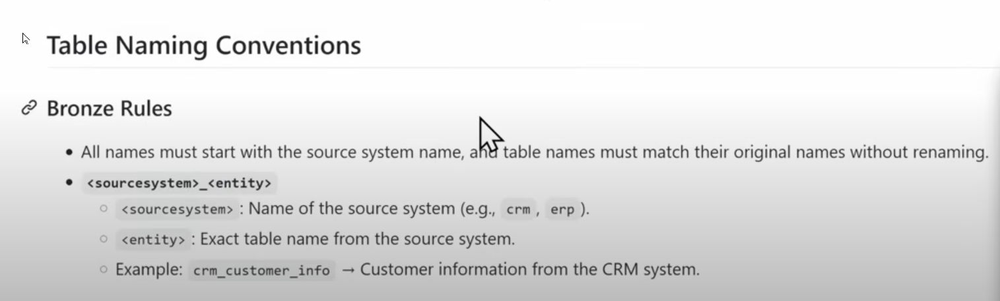 Table Naming Conventions
Bronze Rules
• All names must start with the source system name, and table names must match their original names without renaming.
• <sourcesystem>_<entity>
◦ <sourcesystem> : Name of the source system (e.g., crm , erp ).
◦ <entity> : Exact table name from the source system.
◦ Example: crm_customer_info → Customer information from the CRM system.